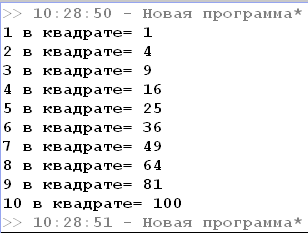 >> 10:28:50 - Новая программа*
1 в квадрате= 1
2 в квадрате= 4
3 в квадрате= 9
4 в квадрате= 16
5 в квадрате= 25
6 в квадрате= 36
7 в квадрате= 49
8 в квадрате= 64
9 в квадрате= 81
10 в квадрате= 100
>> 10:28:51 - Новая программа*